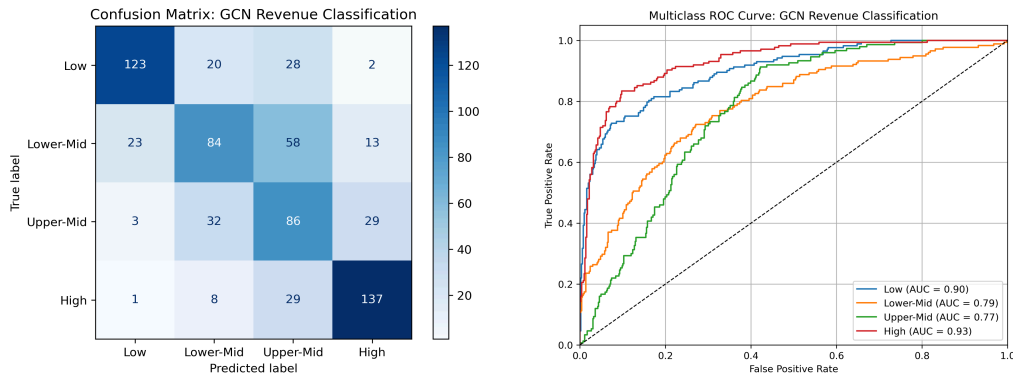 Confusion Matrix: GCN Revenue Classification
True label
Low
Lower-Mid
Upper-Mid
High
123 20 28 2
23 84 58 13
3 32 86 29
1 8 29 137
Low Lower-Mid Upper-Mid High
Predicted label
120
100
80
60
40
20
Multiclass ROC Curve: GCN Revenue Classification
True Positive Rate
1.0
0.8
0.6
0.4
0.2
0.0
0.0 0.2 0.4 0.6 0.8 1.0
False Positive Rate
Low (AUC = 0.90)
Lower-Mid (AUC = 0.79)
Upper-Mid (AUC = 0.77)
High (AUC = 0.93)